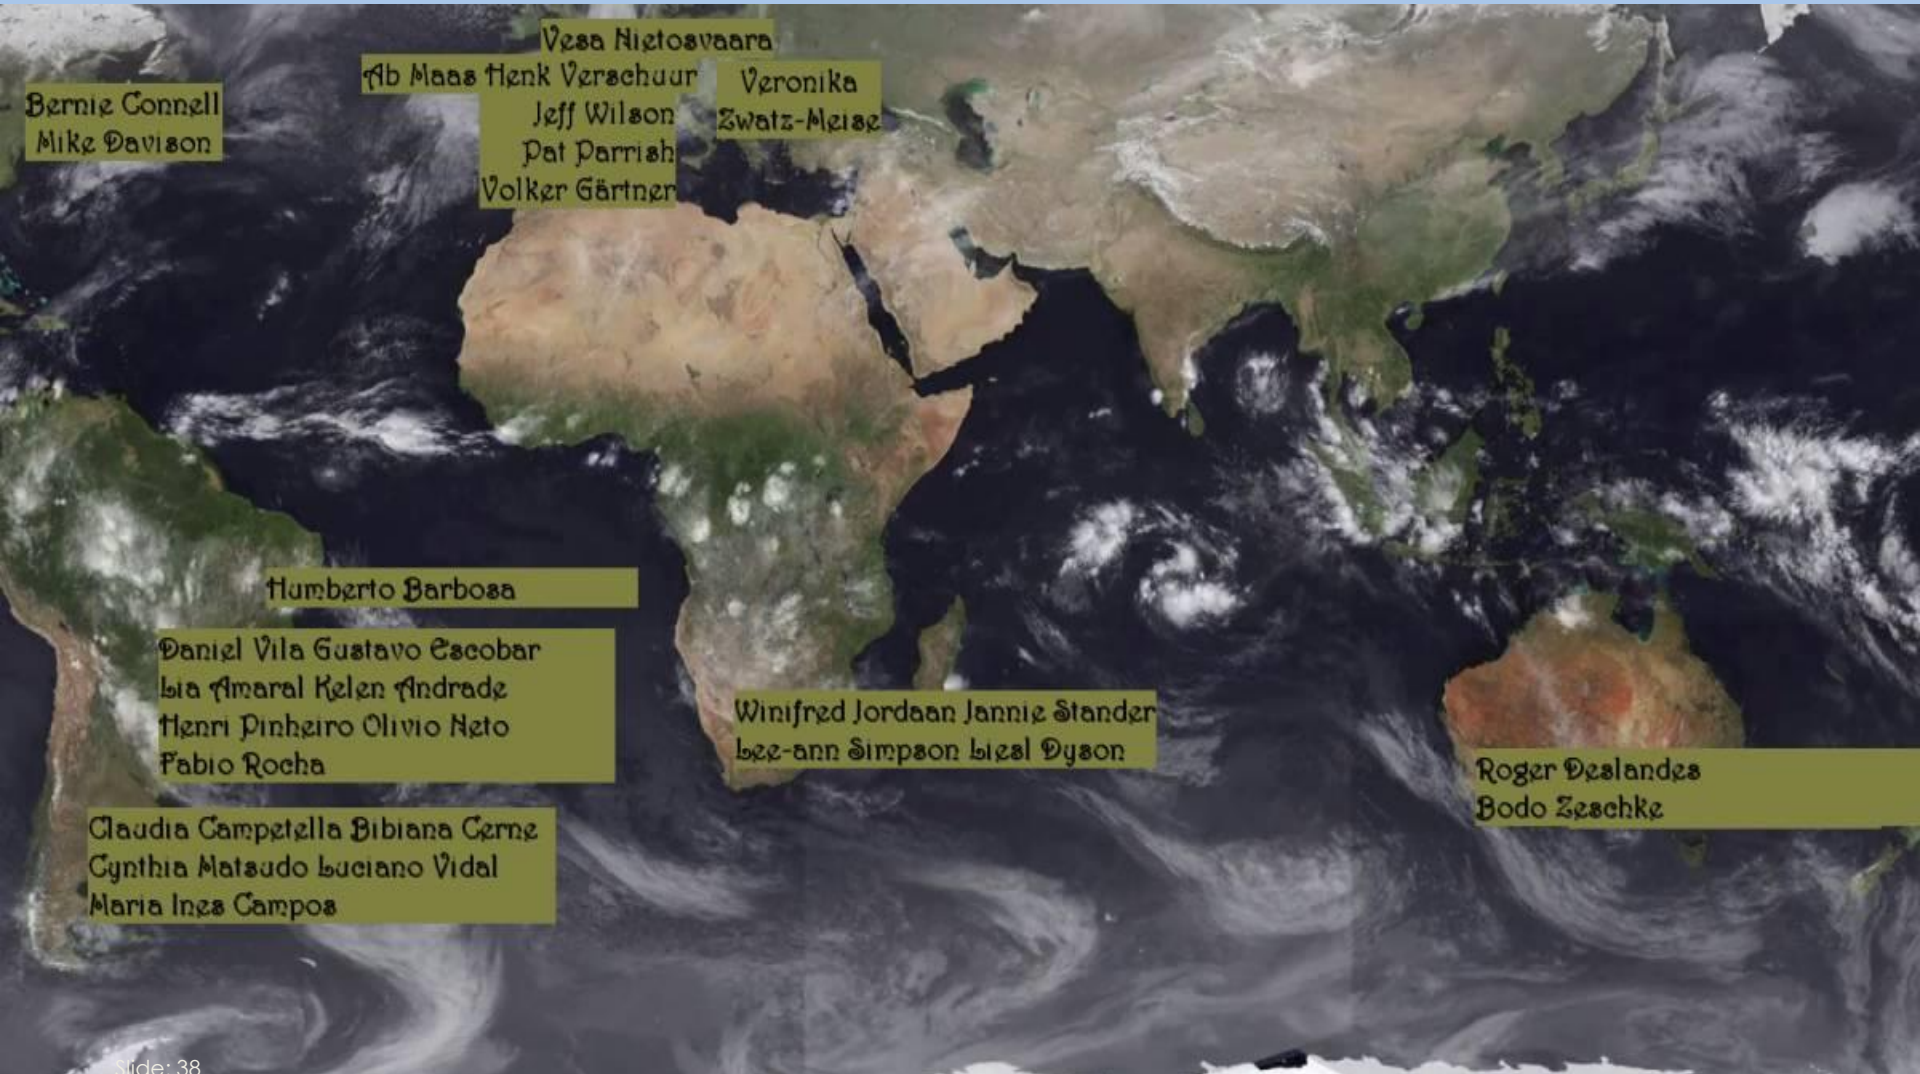 Vesa Nietosvaara
Ab Maas Henk Verschuur
Jeff Wilson
Pat Parrish
Volker Gärtner
Veronika
Zwatz-Meise
Bernie Connell
Mike Davison
Humberto Barbosa
Daniel Vila Gustavo Escobar
Lia Amaral Kelen Andrade
Henri Pinheiro Olivio Neto
Fabio Rocha
Winifred Jordaan Jannie Stander
Lee-ann Simpson Liesl Dyson
Roger Deslandes
Bodo Zeschke
Claudia Campetella Bibiana Cerne
Cynthia Matsudo Luciano Vidal
Maria Ines Campos
Slide: 38